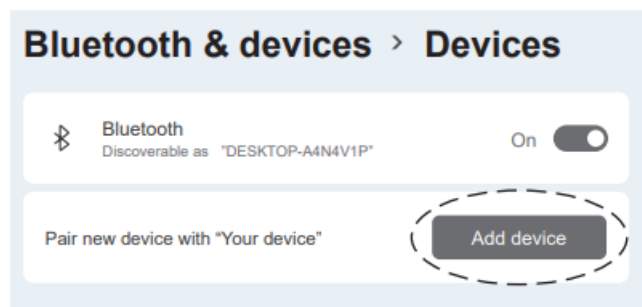 Bluetooth & devices > Devices
Bluetooth
On
Discoverable as "DESKTOP-A4N4V1P"
Pair new device with “Your device”
Add device